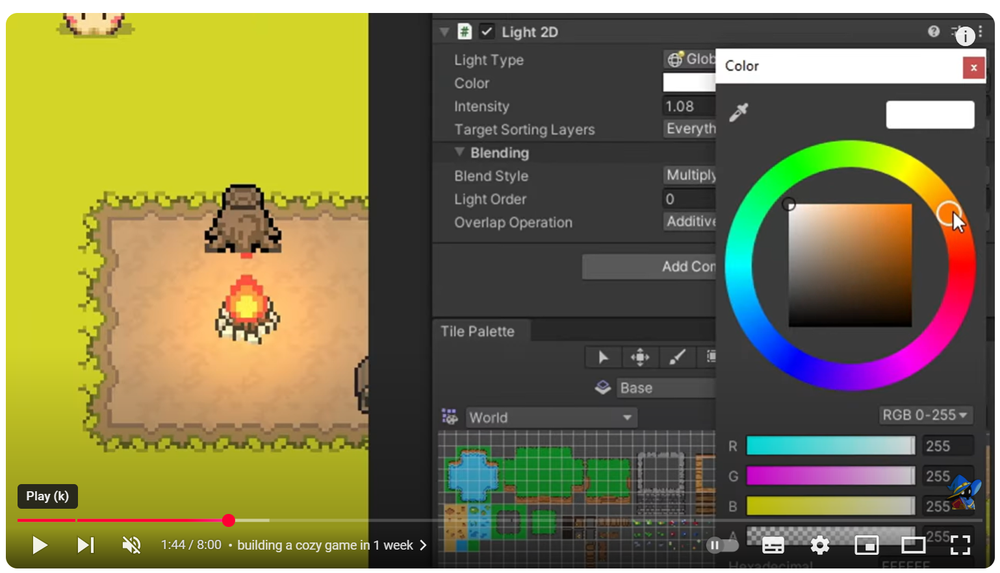 Light 2D
Light Type
Glob
Color
Intensity
1.08
Target Sorting Layers
Everyth
Blending
Blend Style
Multiply
Light Order
0
Overlap Operation
Additive
Add Con
Color
x
RGB 0-255
R
255
G
255
B
255
A
255
Hexadecimal
FFFFFF
Tile Palette
Base
World
Play (k)
1:44 / 8:00 • building a cozy game in 1 week